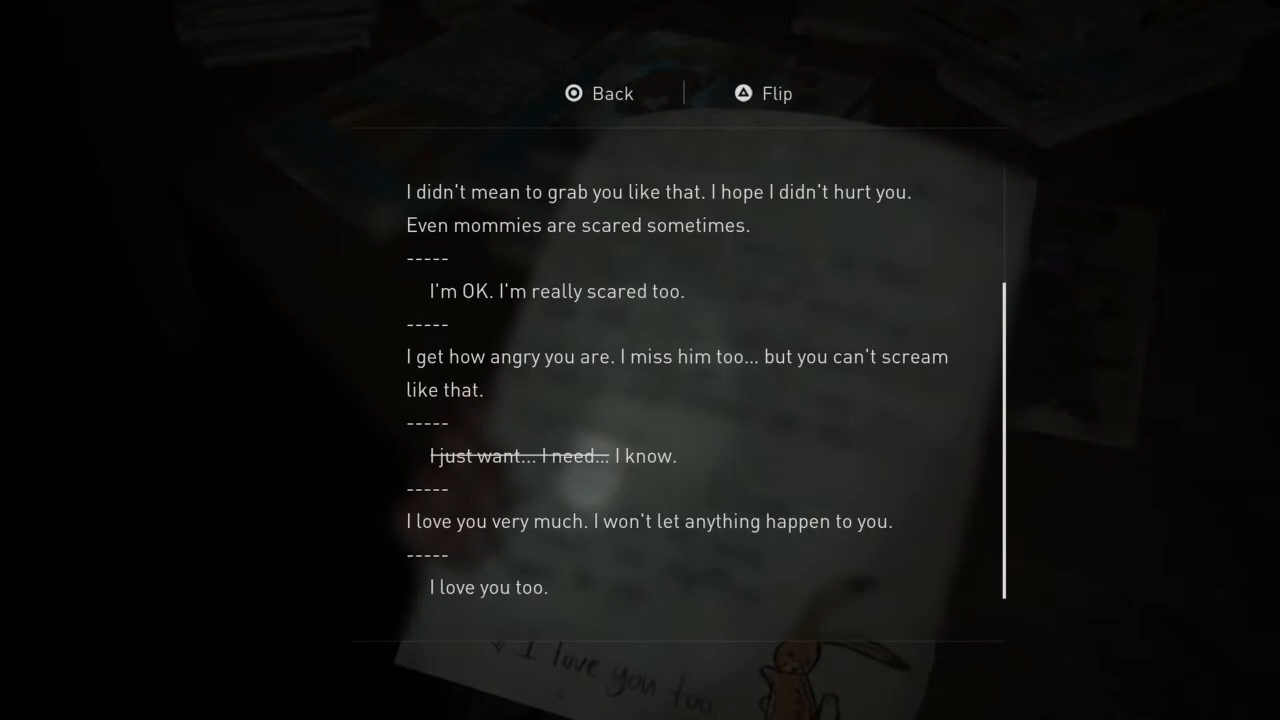 Back | Flip
I didn't mean to grab you like that. I hope I didn't hurt you.
Even mommies are scared sometimes.
-----
I'm OK. I'm really scared too.
-----
I get how angry you are. I miss him too... but you can't scream
like that.
-----
I just want... I need... I know.
-----
I love you very much. I won't let anything happen to you.
-----
I love you too.
I love you too.